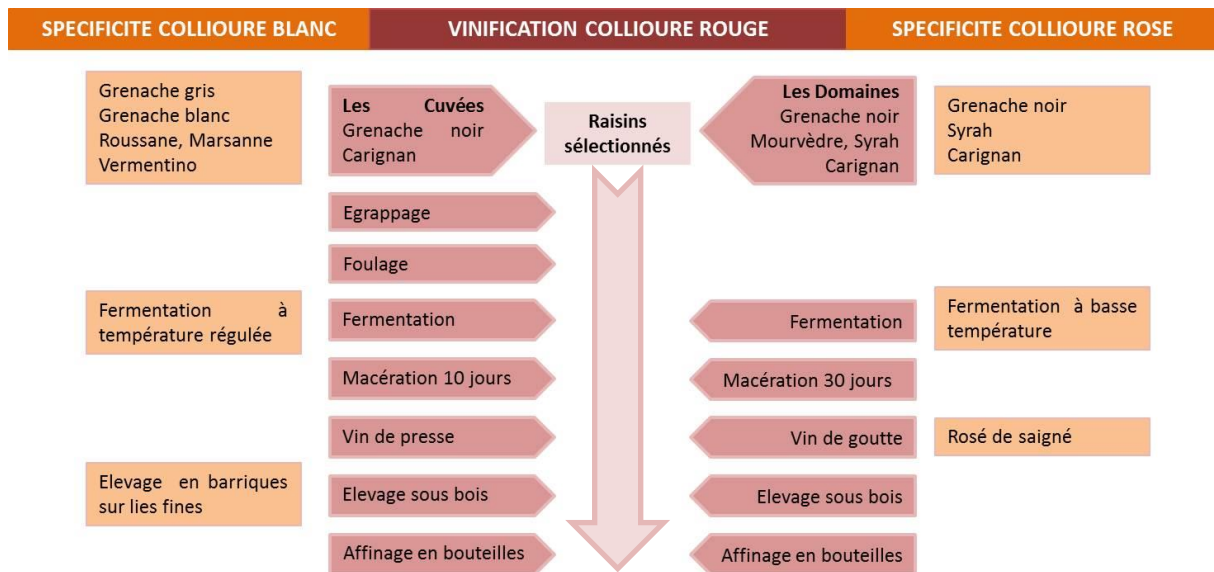 SPECIFICITE COLLIOURE BLANC
VINIFICATION COLLIOURE ROUGE
SPECIFICITE COLLIOURE ROSE
Grenache gris
Grenache blanc
Roussane, Marsanne
Vermentino
Les Cuvées
Grenache noir
Carignan
Raisins
sélectionnés
Les Domaines
Grenache noir
Mourvèdre, Syrah
Carignan
Grenache noir
Syrah
Carignan
Egrappage
Foulage
Fermentation à
température régulée
Fermentation
Fermentation
Fermentation à basse
température
Macération 10 jours
Macération 30 jours
Vin de presse
Vin de goutte
Rosé de saigné
Elevage en barriques
sur lies fines
Elevage sous bois
Elevage sous bois
Affinage en bouteilles
Affinage en bouteilles